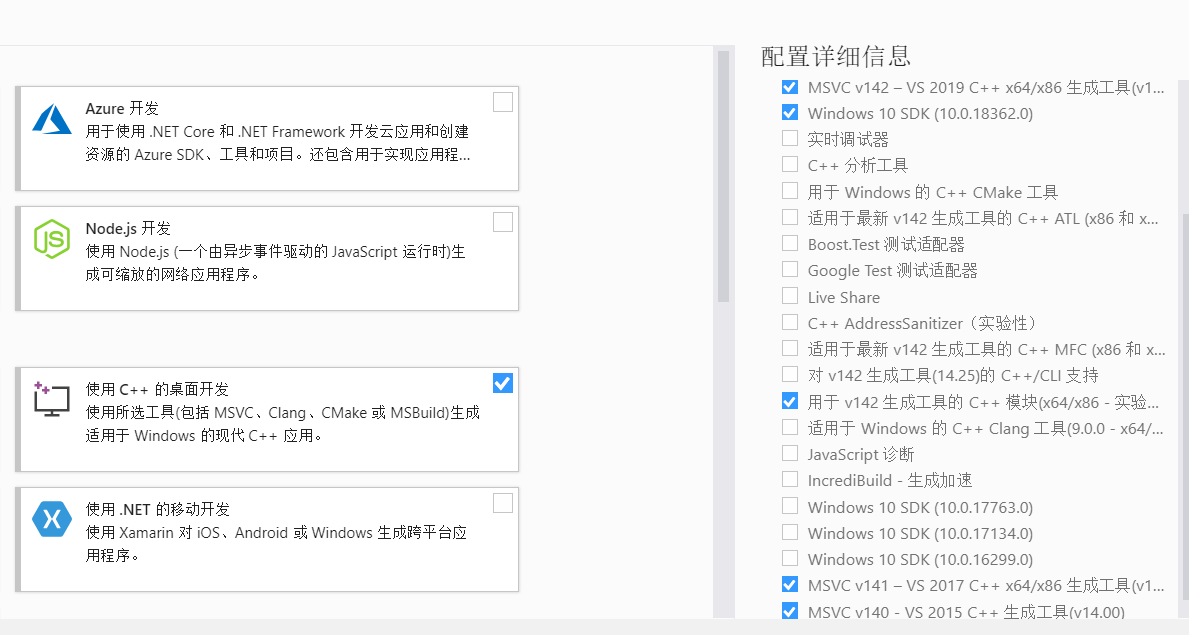 Azure 开发
用于使用 .NET Core 和 .NET Framework 开发云应用和创建
资源的 Azure SDK、工具和项目。还包含用于实现应用程...
Node.js 开发
使用 Node.js (一个由异步事件驱动的 JavaScript 运行时)生
成可缩放的网络应用程序。
使用 C++ 的桌面开发
使用所选工具(包括 MSVC、Clang、CMake 或 MSBuild)生成
适用于 Windows 的现代 C++ 应用。
使用 .NET 的移动开发
使用 Xamarin 对 iOS、Android 或 Windows 生成跨平台应
用程序。
配置详细信息
MSVC v142 – VS 2019 C++ x64/x86 生成工具(v1...
Windows 10 SDK (10.0.18362.0)
实时调试器
C++ 分析工具
用于 Windows 的 C++ CMake 工具
适用于最新 v142 生成工具的 C++ ATL (x86 和 x...
Boost.Test 测试适配器
Google Test 测试适配器
Live Share
C++ AddressSanitizer（实验性）
适用于最新 v142 生成工具的 C++ MFC (x86 和 x...
对 v142 生成工具(14.25)的 C++/CLI 支持
用于 v142 生成工具的 C++ 模块(x64/x86 - 实验...
适用于 Windows 的 C++ Clang 工具(9.0.0 - x64/...
JavaScript 诊断
IncrediBuild - 生成加速
Windows 10 SDK (10.0.17763.0)
Windows 10 SDK (10.0.17134.0)
Windows 10 SDK (10.0.16299.0)
MSVC v141 – VS 2017 C++ x64/x86 生成工具(v1...
MSVC v140 - VS 2015 C++ 生成工具(v14.00)